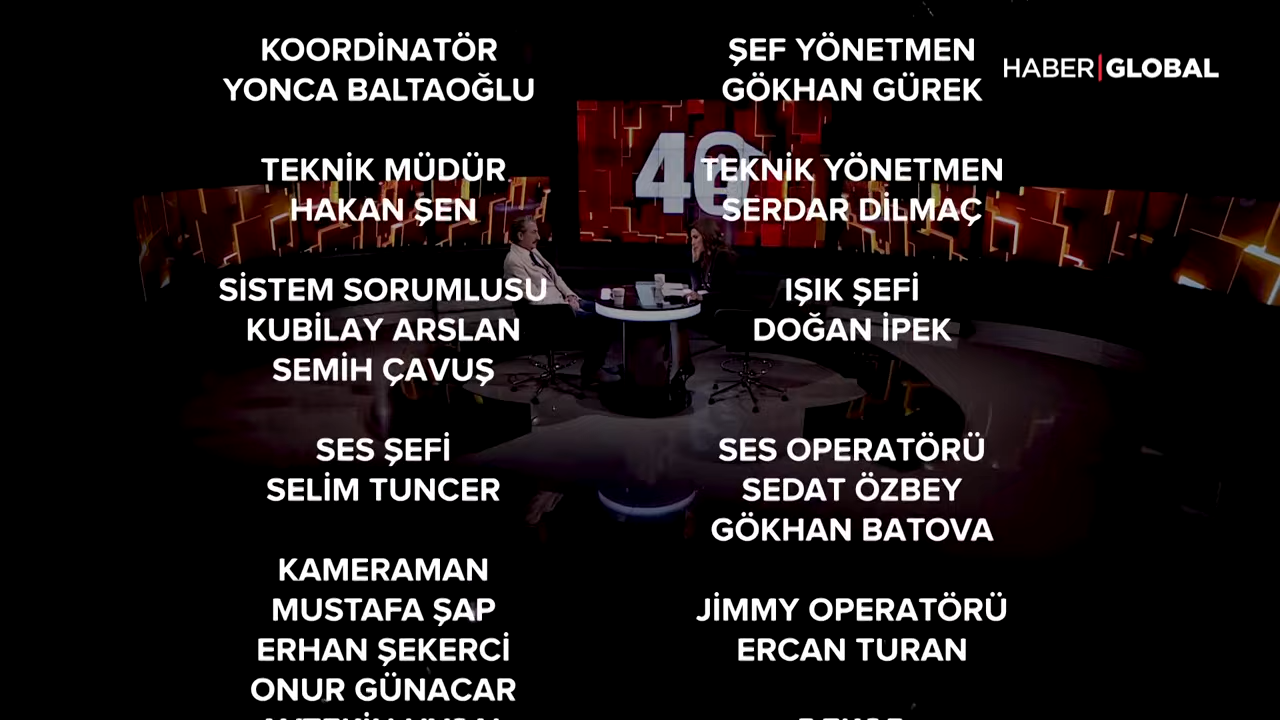 KOORDİNATÖR
YONCA BALTAOĞLU
ŞEF YÖNETMEN
GÖKHAN GÜREK
HABER GLOBAL
TEKNİK MÜDÜR
HAKAN ŞEN
40
TEKNİK YÖNETMEN
SERDAR DİLMAÇ
SİSTEM SORUMLUSU
KUBİLAY ARSLAN
SEMİH ÇAVUŞ
IŞIK ŞEFİ
DOĞAN İPEK
SES ŞEFİ
SELİM TUNCER
SES OPERATÖRÜ
SEDAT ÖZBEY
GÖKHAN BATOVA
KAMERAMAN
MUSTAFA ŞAP
ERHAN ŞEKERCİ
ONUR GÜNACAR
JİMMY OPERATÖRÜ
ERCAN TURAN